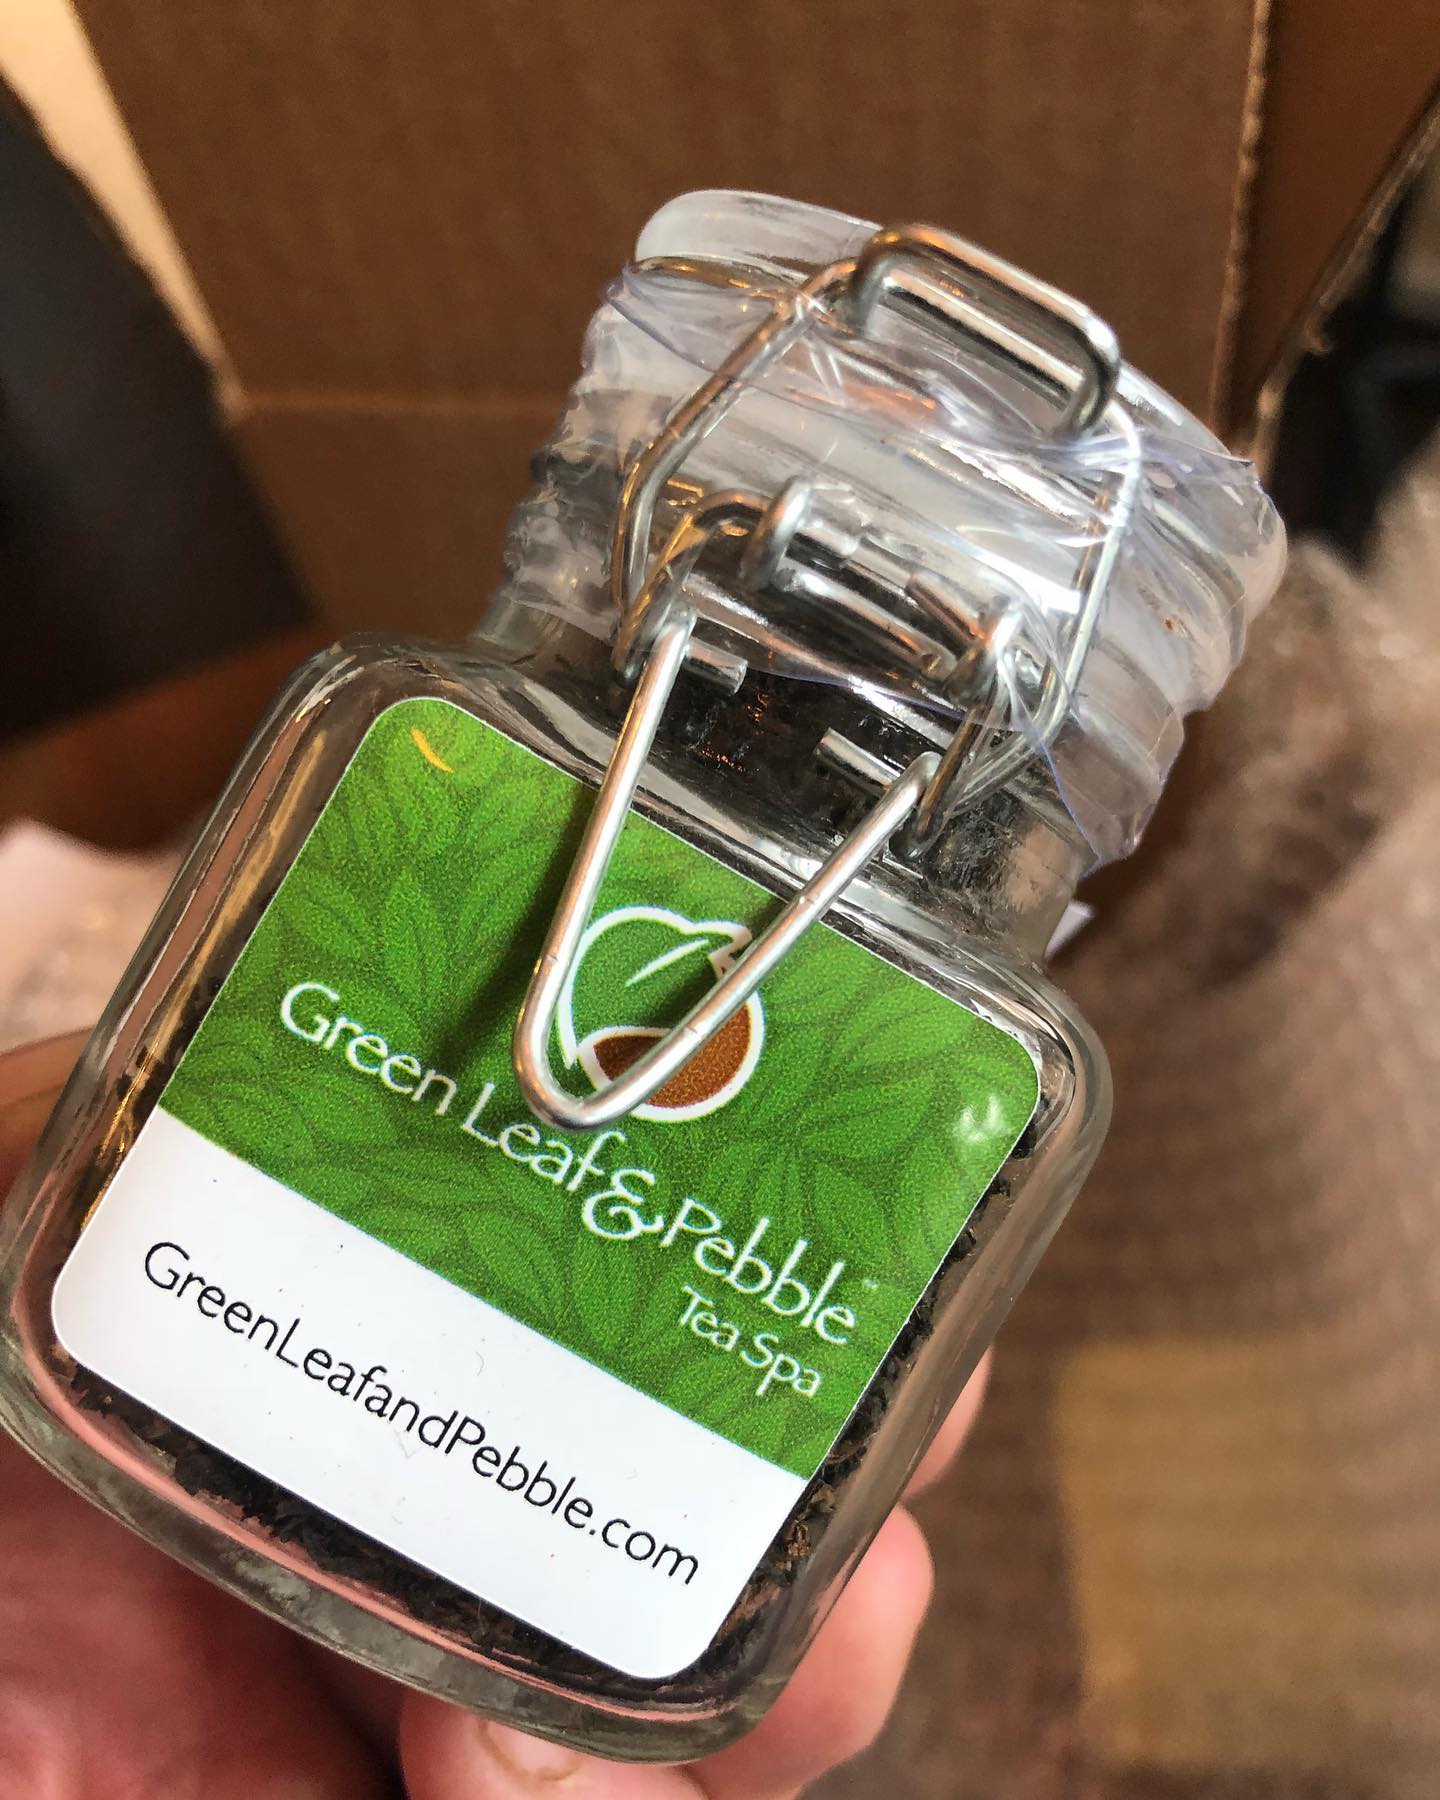 Green Leaf & Pebble™
Tea Spa
GreenLeafandPebble.com